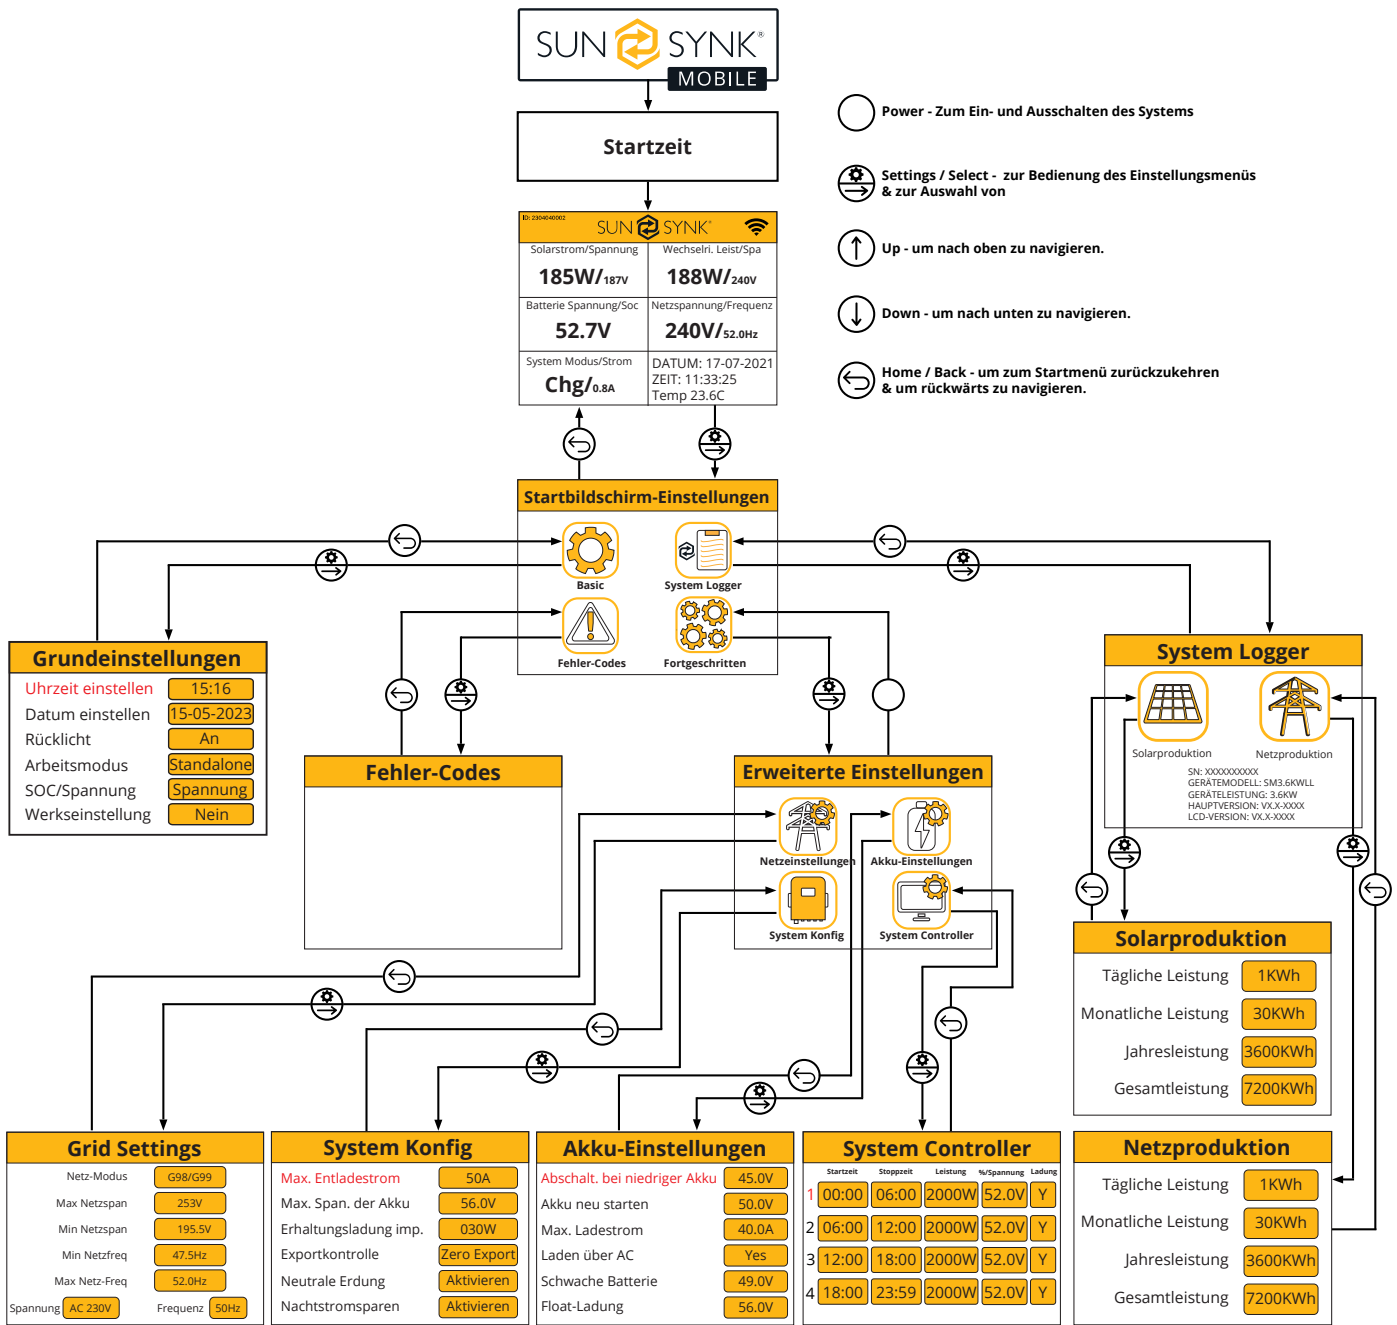 SUN SYNK®
MOBILE
Startzeit
Power - Zum Ein- und Ausschalten des Systems
Settings / Select - zur Bedienung des Einstellungsmenüs
& zur Auswahl von
Up - um nach oben zu navigieren.
Down - um nach unten zu navigieren.
Home / Back - um zum Startmenü zurückzukehren
& um rückwärts zu navigieren.
ID: 2304040002
SUN SYNK®
Solarstrom/Spannung
185W/187V
Wechselri. Leist/Spa
188W/240V
Batterie Spannung/Soc
52.7V
Netzspannung/Frequenz
240V/52.0Hz
System Modus/Strom
Chg/0.8A
DATUM: 17-07-2021
ZEIT: 11:33:25
Temp 23.6C
Startbildschirm-Einstellungen
Basic
System Logger
Fehler-Codes
Fortgeschritten
Grundeinstellungen
Uhrzeit einstellen 15:16
Datum einstellen 15-05-2023
Rücklicht An
Arbeitsmodus Standalone
SOC/Spannung Spannung
Werkseinstellung Nein
Fehler-Codes
Erweiterte Einstellungen
Netzeinstellungen
Akku-Einstellungen
System Konfig
System Controller
System Logger
Solarproduktion
Netzproduktion
SN: XXXXXXXXXX
GERÄTEMODELL: SM3.6KWLL
GERÄTELEISTUNG: 3.6KW
HAUPTVERSION: VX.X-XXXX
LCD-VERSION: VX.X-XXXX
Solarproduktion
Tägliche Leistung 1KWh
Monatliche Leistung 30KWh
Jahresleistung 3600KWh
Gesamtleistung 7200KWh
Grid Settings
Netz-Modus G98/G99
Max Netzspan 253V
Min Netzspan 195.5V
Min Netzfreq 47.5Hz
Max Netz-Freq 52.0Hz
Spannung AC 230V Frequenz 50Hz
System Konfig
Max. Entladestrom 50A
Max. Span. der Akku 56.0V
Erhaltungsladung imp. 030W
Exportkontrolle Zero Export
Neutrale Erdung Aktivieren
Nachtstromsparen Aktivieren
Akku-Einstellungen
Abschalt. bei niedriger Akku 45.0V
Akku neu starten 50.0V
Max. Ladestrom 40.0A
Laden über AC Yes
Schwache Batterie 49.0V
Float-Ladung 56.0V
System Controller
Startzeit Stoppzeit Leistung %/Spannung Ladung
1 00:00 06:00 2000W 52.0V Y
2 06:00 12:00 2000W 52.0V Y
3 12:00 18:00 2000W 52.0V Y
4 18:00 23:59 2000W 52.0V Y
Netzproduktion
Tägliche Leistung 1KWh
Monatliche Leistung 30KWh
Jahresleistung 3600KWh
Gesamtleistung 7200KWh